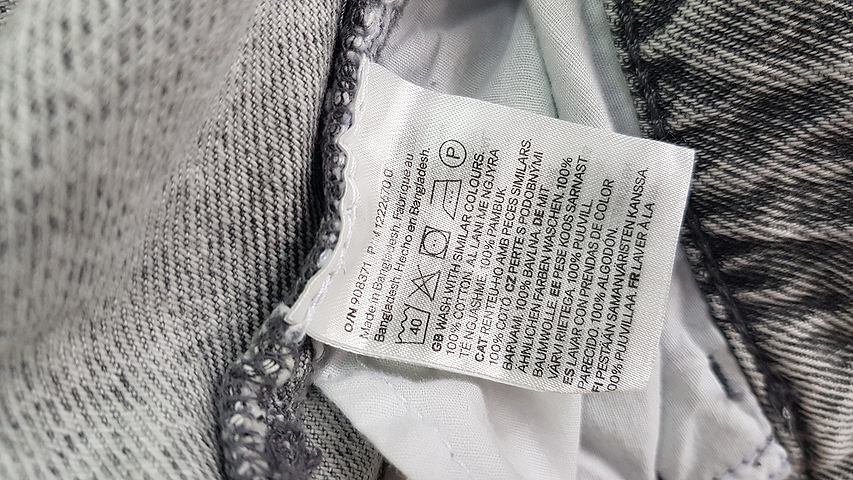 O/N 908371 P/N 1222670 0
Made in Bangladesh. Fabriqué au
Bangladesh. Hecho en Bangladesh.
40 P
GB WASH WITH SIMILAR COLOURS.
100% COTTON. AL LANI ME NGJYRA
TË NGJASHME. 100% PAMBUK
CAT RENTEU-HO AMB PECES SIMILARS.
100% COTÓ. CZ PERTE S PODOBNÝMI
BARVAMI. 100% BAVLNA. DE MIT
ÄHNLICHEN FARBEN WASCHEN. 100%
BAUMWOLLE. EE PESE KOOS SARNAST
VÄRVI RIIETEGA. 100% PUUVILL.
ES LAVAR CON PRENDAS DE COLOR
PARECIDO. 100% ALGODÓN.
FI PESTÄÄN SAMANVÄRISTEN KANSSA.
100% PUUVILLAA. FR LAVER À LA